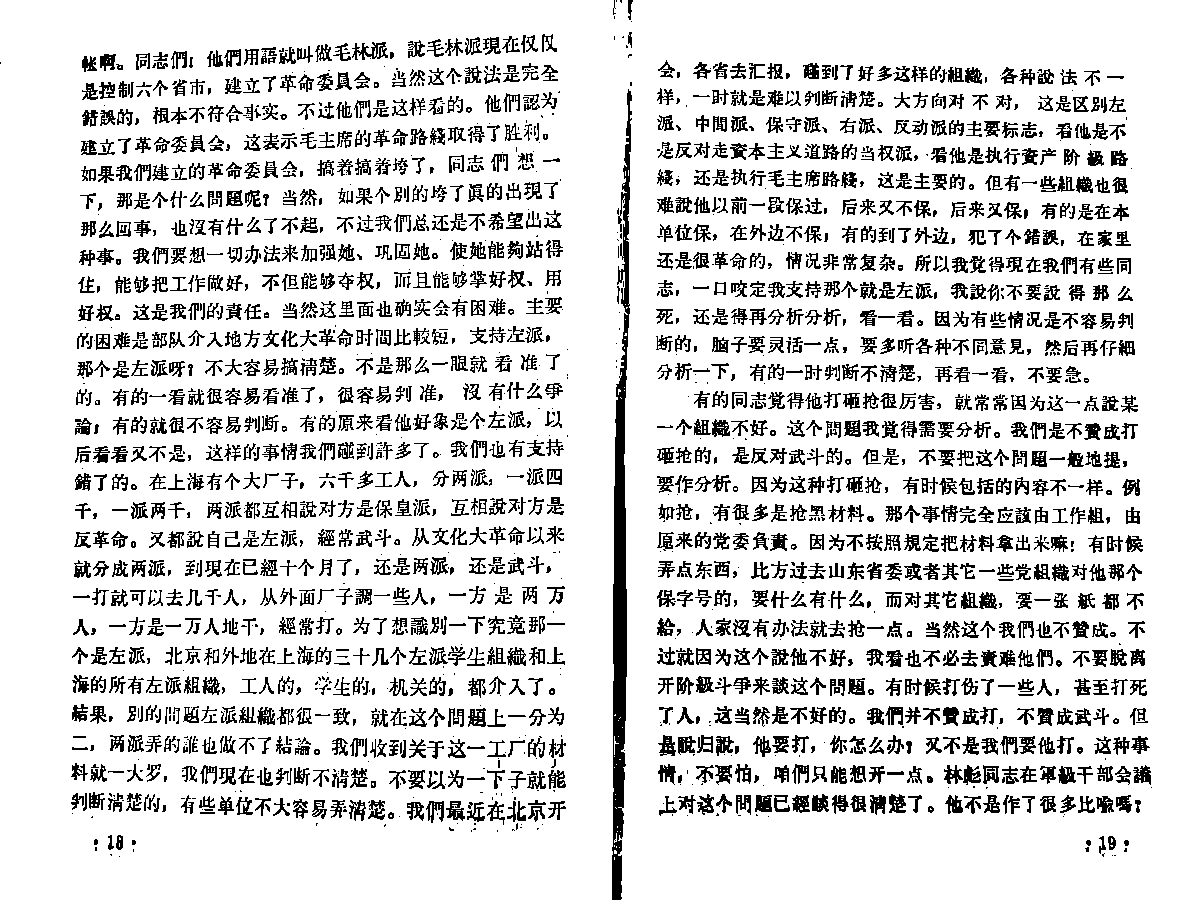 帐啊。同志們：他們用語就叫做毛林派，說毛林派現在仅仅
是控制六个省市，建立了革命委員会。当然这个說法是完全
錯誤的，根本不符合事实。不过他們是这样看的。他們認为
建立了革命委員会，这表示毛主席的革命路綫取得了胜利。
如果我們建立的革命委員会，搞着搞着垮了，同志們想一
下，那是个什么問題呢？当然，如果个別的垮了真的出現了
那么回事，也沒有什么了不起，不过我們总还是不希望出这
种事。我們要想一切办法来加强她、巩固她。使她能够站得
住，能够把工作做好，不但能够夺权，而且能够掌好权、用
好权。这是我們的責任。当然这里面也确实会有困难。主要
的困难是部队介入地方文化大革命时間比較短，支持左派，
那个是左派呀？不大容易搞清楚。不是那么一眼就看准了
的。有的一看就很容易看准了，很容易判准，沒有什么爭
論；有的就很不容易判断。有的原来看他好象是个左派，以
后看看又不是，这样的事情我們碰到許多了。我們也有支持
錯了的。在上海有个大厂子，六千多工人，分两派，一派四
千，一派两千，两派都互相說对方是保皇派，互相說对方是
反革命。又都說自己是左派，經常武斗。从文化大革命以来
就分成两派，到現在已經十个月了，还是两派，还是武斗，
一打就可以去几千人，从外面厂子調一些人，一方是两万
人，一方是一万人地干，經常打。为了想識別一下究竟那一
个是左派，北京和外地在上海的三十几个左派学生組織和上
海的所有左派組織，工人的，学生的，机关的，都介入了。
結果，別的問題左派組織都很一致，就在这个問題上一分为
二，两派弄的誰也做不了結論。我們收到关于这一工厂的材
料就一大罗，我們現在也判断不清楚。不要以为一下子就能
判断清楚的，有些单位不大容易弄清楚。我們最近在北京开
·18·
会，各省去汇报，碰到了好多这样的組織，各种說法不一
样，一时就是难以判断清楚。大方向对不对，这是区别左
派、中間派、保守派、右派、反动派的主要标志，看他是不
是反对走資本主义道路的当权派，看他是执行资产阶級路
綫，还是执行毛主席路綫，这是主要的。但有一些組織也很
难說他以前一段保过，后来又不保，后来又保；有的是在本
单位保，在外边不保；有的到了外边，犯了个錯誤，在家里
还是很革命的，情况非常复杂。所以我觉得現在我們有些同
志，一口咬定我支持那个就是左派，我說你不要說得那么
死，还是得再分析分析，看一看。因为有些情况是不容易判
断的，脑子要灵活一点，要多听各种不同意見，然后再仔細
分析一下，有的一时判断不清楚，再看一看，不要急。
有的同志觉得他打砸抢很厉害，就常常因为这一点說某
一个組織不好。这个問題我觉得需要分析。我們是不贊成打
砸抢的，是反对武斗的。但是，不要把这个問題一般地提，
要作分析。因为这种打砸抢，有时候包括的内容不一样。例
如抢，有很多是抢黑材料。那个事情完全应該由工作組，由
原来的党委負責。因为不按照規定把材料拿出来嘛！有时候
弄点东西，比方过去山东省委或者其它一些党組織对他那个
保字号的，要什么有什么，而对其它組織，要一张紙都不
給，人家沒有办法就去抢一点。当然这个我們也不贊成。不
过就因为这个說他不好，我看也不必去責难他們。不要脫离
开阶級斗爭来談这个問題。有时候打伤了一些人，甚至打死
了人，这当然是不好的。我們并不贊成打，不贊成武斗。但
是說归說，他要打，你怎么办？又不是我們要他打。这种事
情，不要怕，咱們只能想开一点。林彪同志在軍級干部会議
上对这个問題已經談得很清楚了。他不是作了很多比喻嗎？
·19·